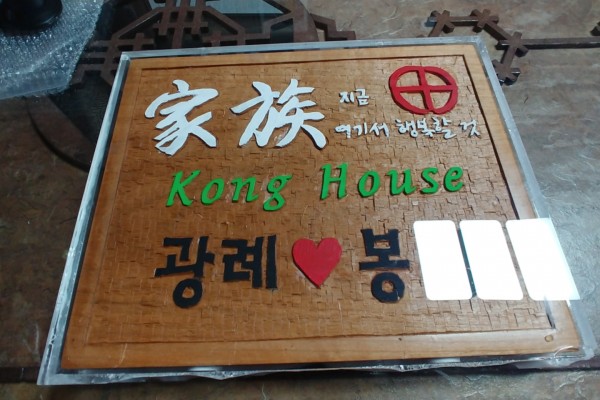 家族 지금
여기서 행복할 것
Kong House
광례 봉